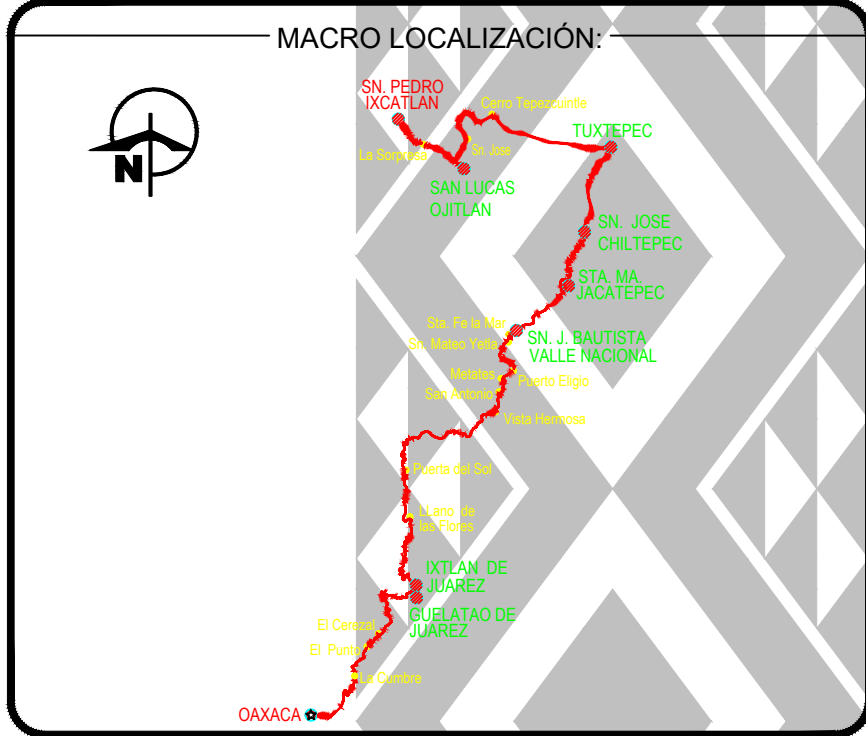 MACRO LOCALIZACIÓN:
N
SN. PEDRO
IXCATLAN
Cerro Tepezcuintle
TUXTEPEC
La Sorpresa
Sn. Jose
SAN LUCAS
OJITLAN
SN. JOSE
CHILTEPEC
STA. MA.
JACATEPEC
Sta. Fe la Mar
SN. J. BAUTISTA
VALLE NACIONAL
Sn. Mateo Yetla
Metates
Puerto Eligio
San Antonio
Vista Hermosa
Puerta del Sol
LLano de
las Flores
IXTLAN DE
JUAREZ
GUELATAO DE
JUAREZ
El Cerezal
El Punto
La Cumbre
OAXACA